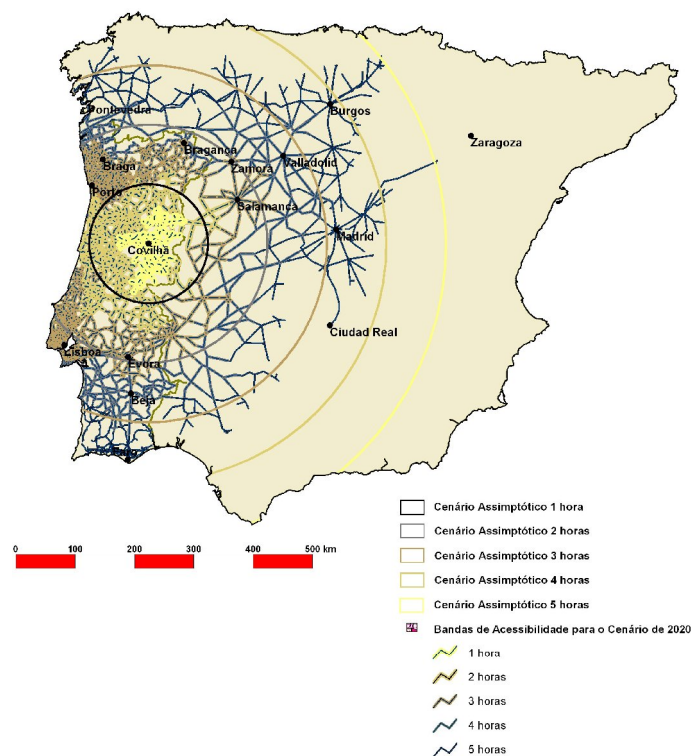 Pontevedra
Burgos
Zaragoza
Bragança
Braga
Zamora
Valladolid
Porto
Salamanca
Covilhã
Madrid
Ciudad Real
Lisboa
Évora
Beja
Faro
0 100 200 300 400 500 km
Cenário Assimptótico 1 hora
Cenário Assimptótico 2 horas
Cenário Assimptótico 3 horas
Cenário Assimptótico 4 horas
Cenário Assimptótico 5 horas
Bandas de Acessibilidade para o Cenário de 2020
1 hora
2 horas
3 horas
4 horas
5 horas